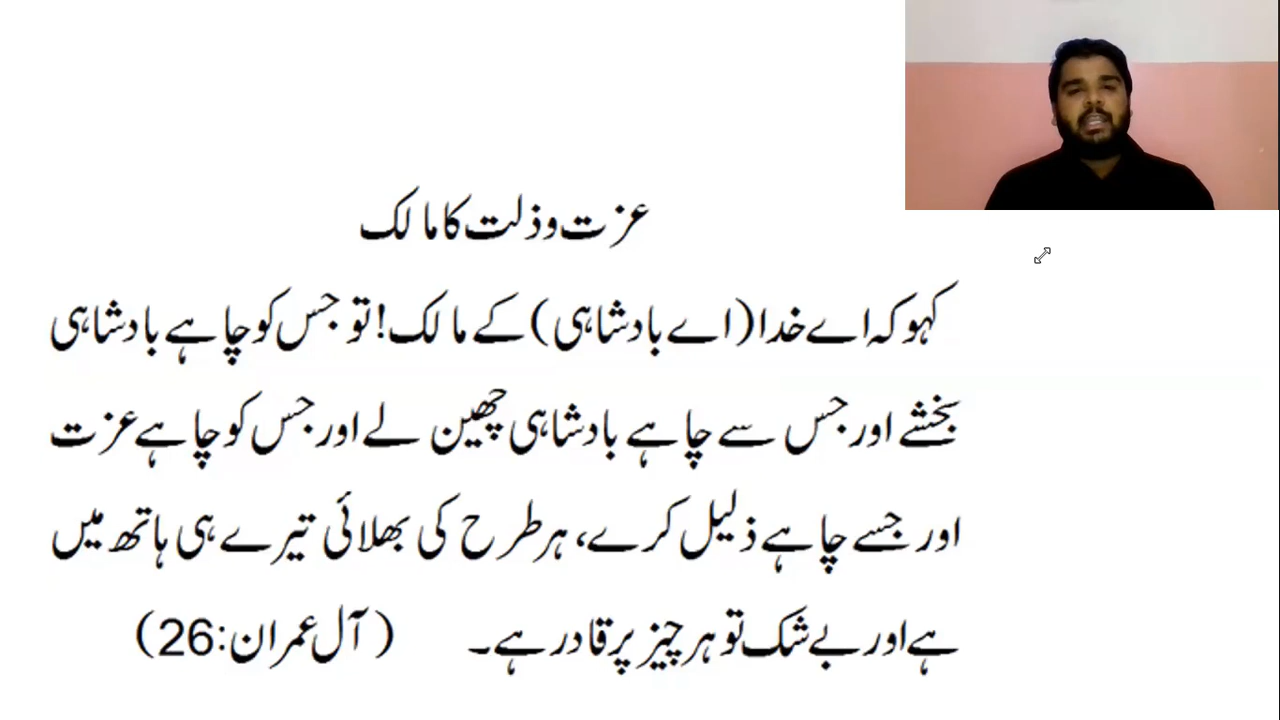 عزت و ذلت کا مالک
کہو کہ اے خدا (اے بادشاہی) کے مالک! تو جس کو چاہے بادشاہی
بخشے اور جس سے چاہے بادشاہی چھین لے اور جس کو چاہے عزت
اور جسے چاہے ذلیل کرے، ہر طرح کی بھلائی تیرے ہی ہاتھ میں
ہے اور بے شک تو ہر چیز پر قادر ہے۔ (آل عمران:26)